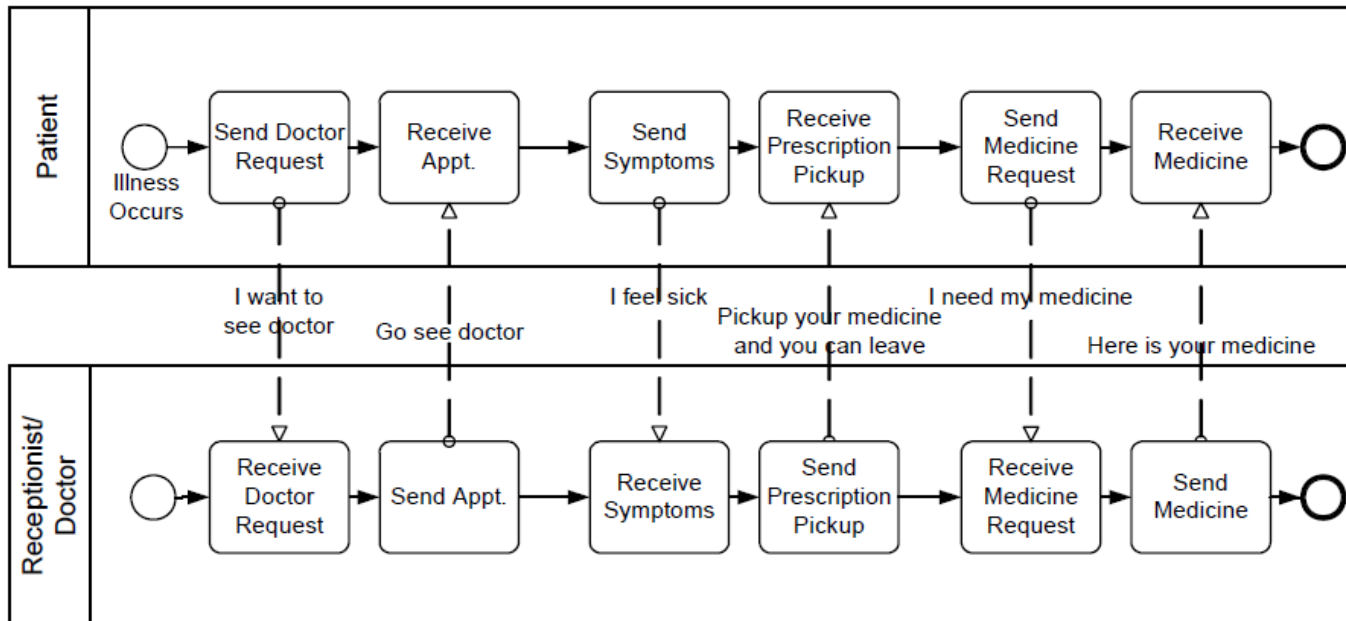 Patient
Illness
Occurs
Send Doctor
Request
Receive
Appt.
Send
Symptoms
Receive
Prescription
Pickup
Send
Medicine
Request
Receive
Medicine
I want to
see doctor
Go see doctor
I feel sick
Pickup your medicine
and you can leave
I need my medicine
Here is your medicine
Receptionist/
Doctor
Receive
Doctor
Request
Send Appt.
Receive
Symptoms
Send
Prescription
Pickup
Receive
Medicine
Request
Send
Medicine